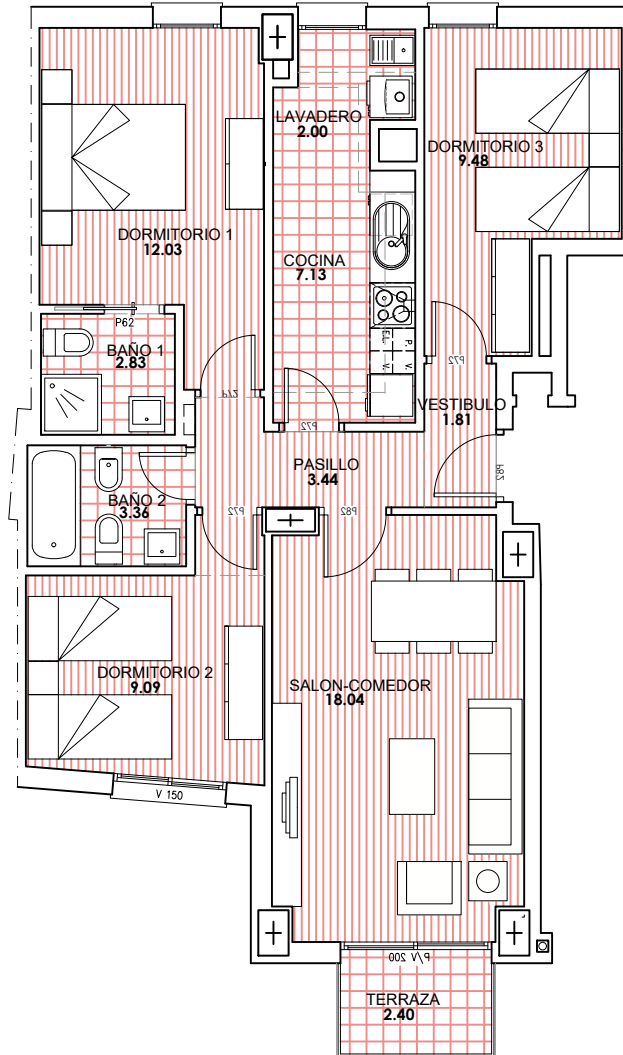 LAVADERO
2.00
DORMITORIO 3
9.48
DORMITORIO 1
12.03
COCINA
7.13
P62
BAÑO 1
2.83
P. V.
P72
P72
VESTIBULO
1.81
P72
PASILLO
3.44
P82
BAÑO 2
3.36
P72
P82
DORMITORIO 2
9.09
SALON-COMEDOR
18.04
V 150
P/V 200
TERRAZA
2.40